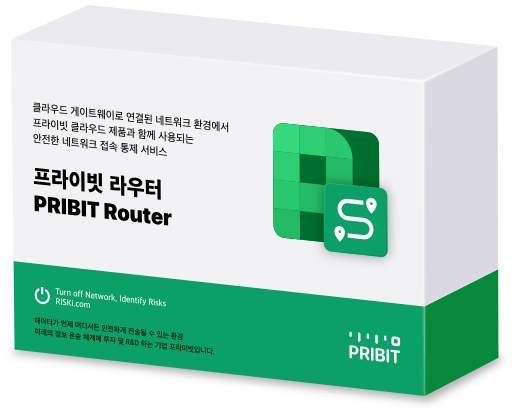 클라우드 게이트웨이로 연결된 네트워크 환경에서
프라이빗 클라우드 제품과 함께 사용되는
안전한 네트워크 접속 통제 서비스
프라이빗 라우터
PRIBIT Router
Turn off Network, Identify Risks
RISKi.com
데이터가 언제 어디서든 안전하게 전송될 수 있는 환경
미래의 정보 운송 체계에 투자 및 R&D 하는 기업 프라이빗입니다.
PRIBIT